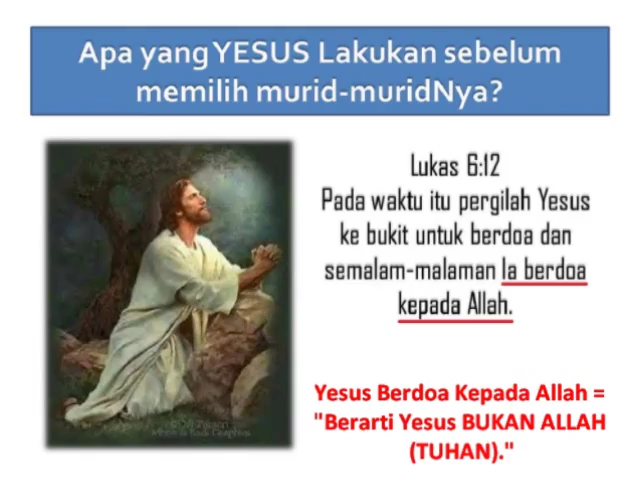 Apa yang YESUS Lakukan sebelum
memilih murid-muridNya?
Lukas 6:12
Pada waktu itu pergilah Yesus
ke bukit untuk berdoa dan
semalam-malaman Ia berdoa
kepada Allah.
Yesus Berdoa Kepada Allah =
"Berarti Yesus BUKAN ALLAH
(TUHAN)."